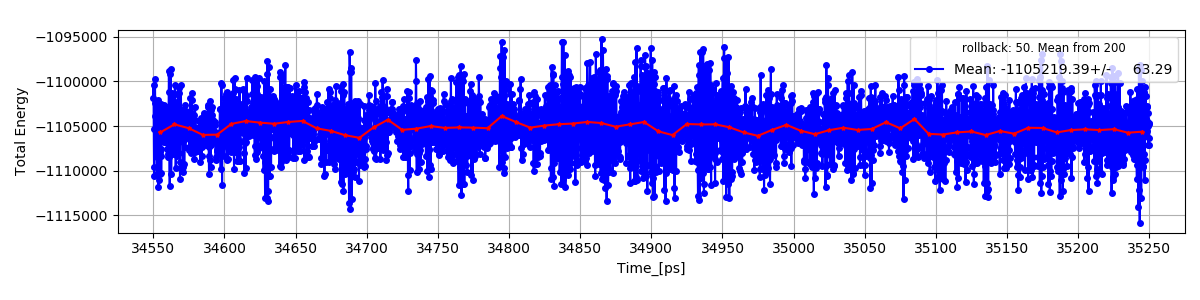 Total Energy
−1095000
−1100000
−1105000
−1110000
−1115000
rollback: 50. Mean from 200
Mean: -1105219.39+/- 63.29
34550 34600 34650 34700 34750 34800 34850 34900 34950 35000 35050 35100 35150 35200 35250
Time_[ps]